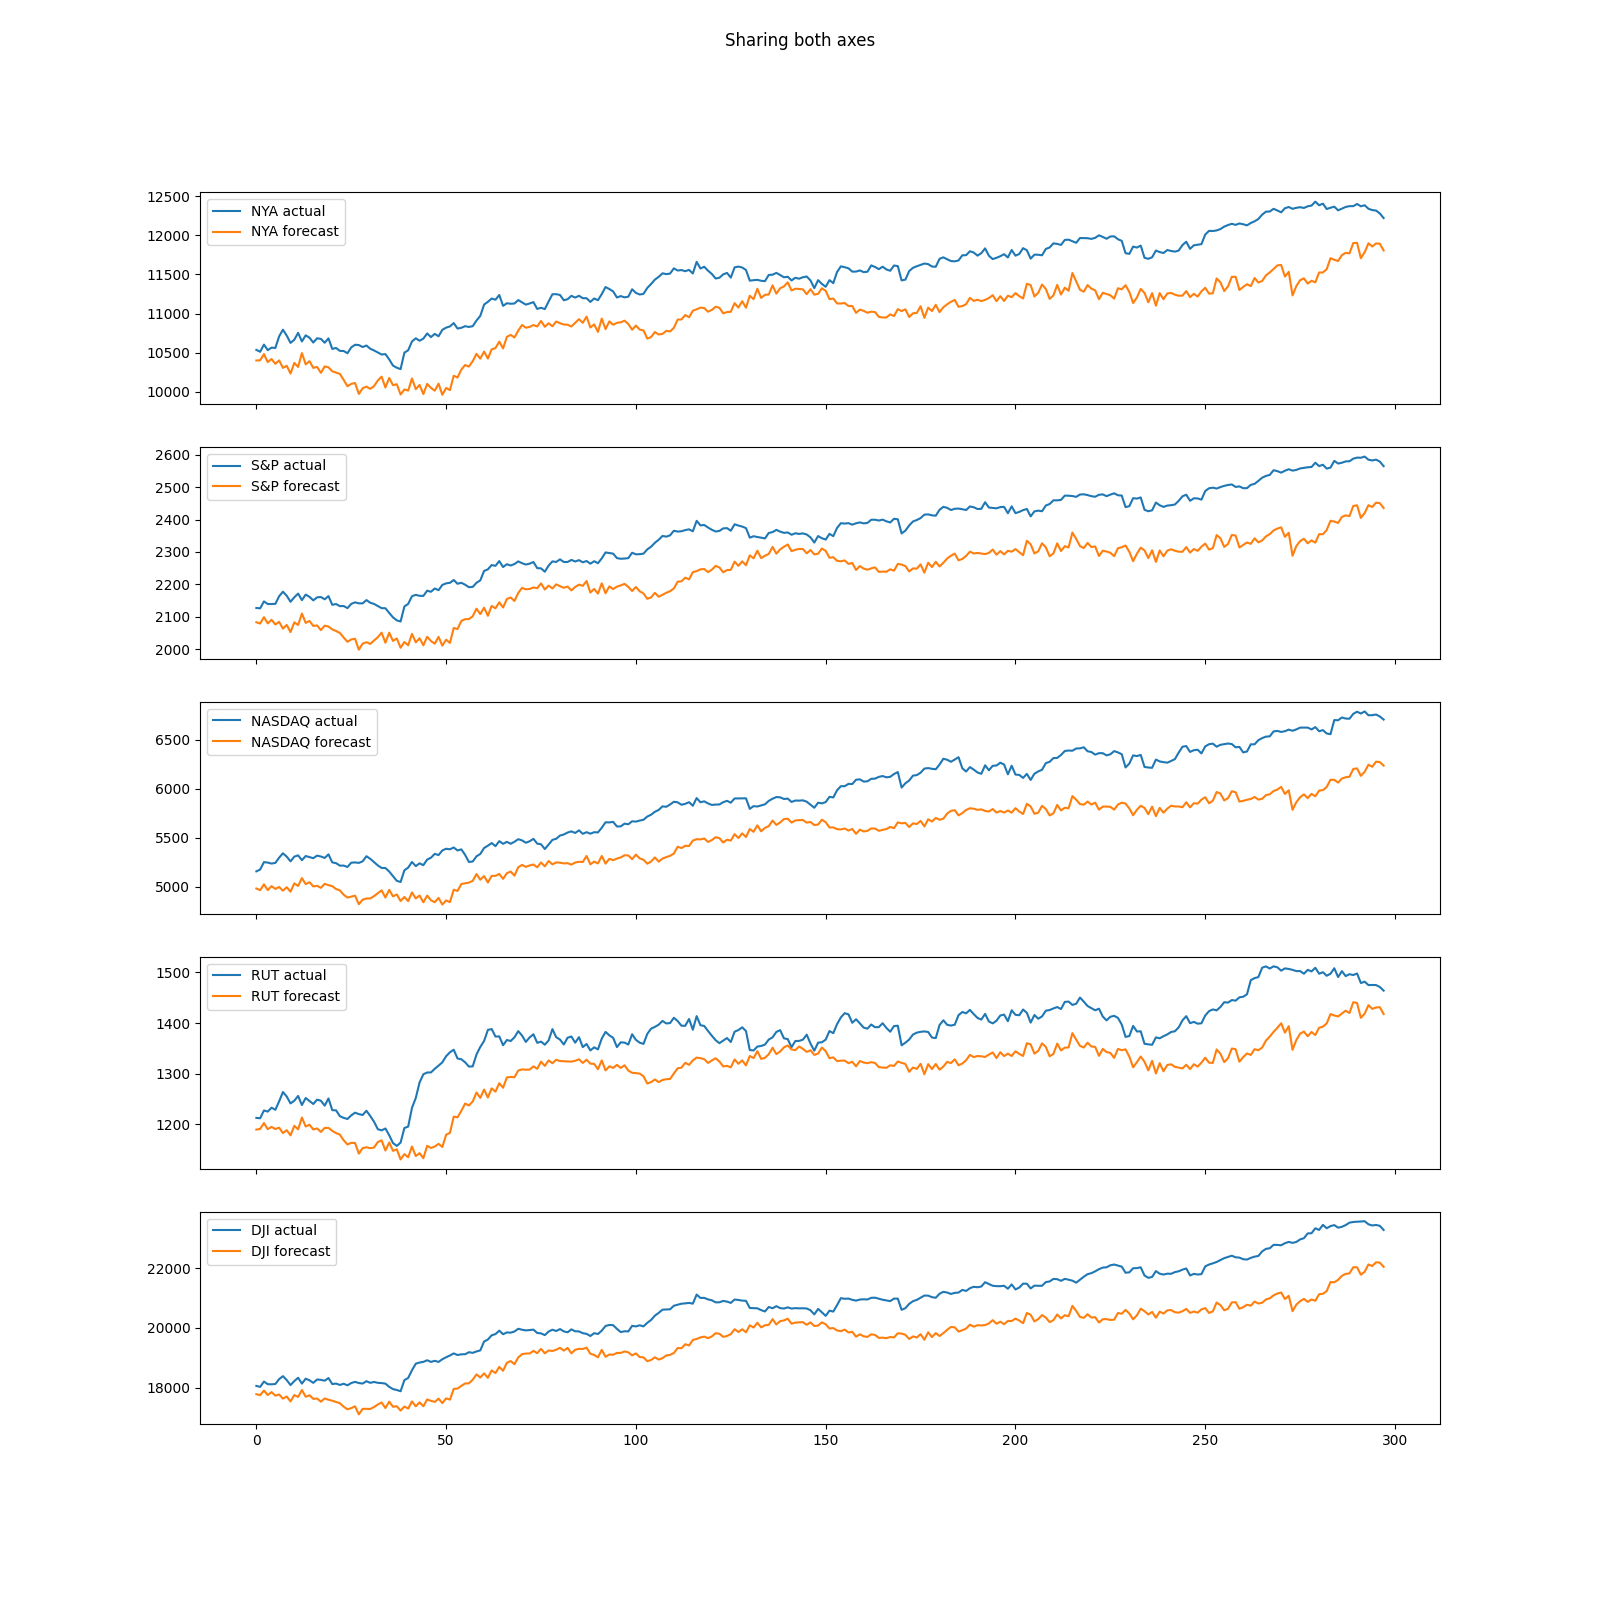 Sharing both axes
12500
12000
11500
11000
10500
10000
NYA actual
NYA forecast
2600
2500
2400
2300
2200
2100
2000
S&P actual
S&P forecast
6500
6000
5500
5000
NASDAQ actual
NASDAQ forecast
1500
1400
1300
1200
RUT actual
RUT forecast
22000
20000
18000
DJI actual
DJI forecast
0 50 100 150 200 250 300